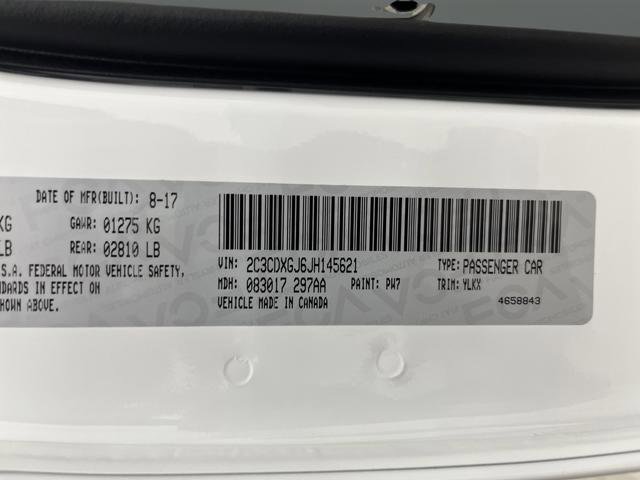 DATE OF MFR(BUILT): 8-17
KG GAWR: 01275 KG
LB REAR: 02810 LB
S.A. FEDERAL MOTOR VEHICLE SAFETY,
STANDARDS IN EFFECT ON
SHOWN ABOVE.
VIN: 2C3CDXGJ6JH145621 TYPE: PASSENGER CAR
MDH: 083017 297AA PAINT: PW7 TRIM: YLKX
VEHICLE MADE IN CANADA 4658843